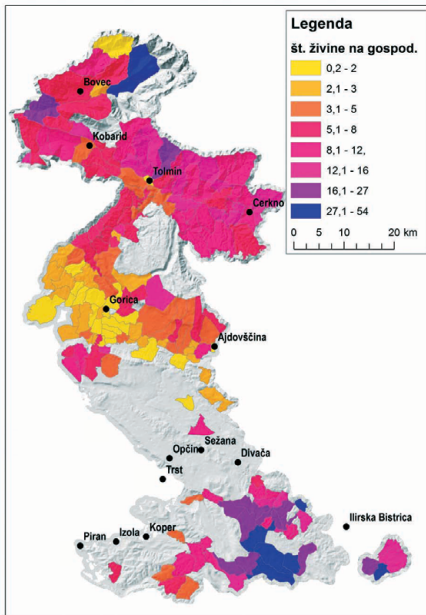 Legenda
št. živine na gospod.
0,2 - 2
2,1 - 3
3,1 - 5
5,1 - 8
8,1 - 12,
12,1 - 16
16,1 - 27
27,1 - 54
0 5 10 20 km
Bovec
Kobarid
Tolmin
Cerkno
Gorica
Ajdovščina
Sežana
Opčin
Divača
Trst
Ilirska Bistrica
Koper
Izola
Piran